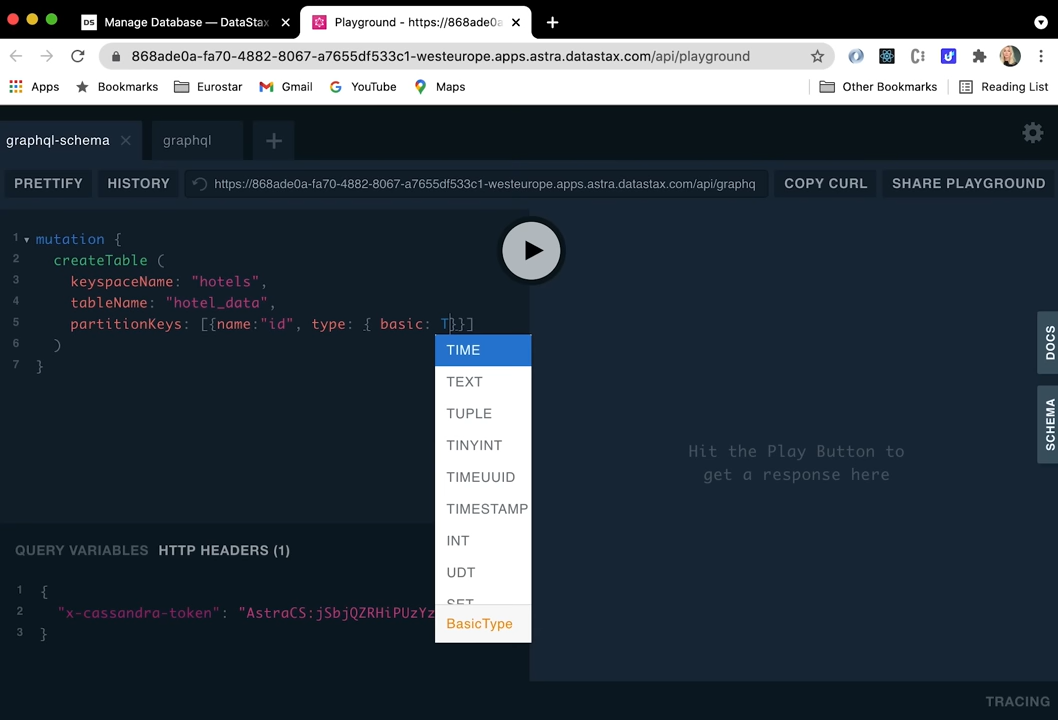 DS Manage Database — DataStax
Playground - https://868ade0a
868ade0a-fa70-4882-8067-a7655df533c1-westeurope.apps.astra.datastax.com/api/playground
Apps Bookmarks Eurostar Gmail YouTube Maps Other Bookmarks Reading List
graphql-schema graphql
PRETTIFY HISTORY https://868ade0a-fa70-4882-8067-a7655df533c1-westeurope.apps.astra.datastax.com/api/graphq COPY CURL SHARE PLAYGROUND
1 mutation {
2 createTable (
3 keyspaceName: "hotels",
4 tableName: "hotel_data",
5 partitionKeys: [{name:"id", type: { basic: T}}]
6 )
7 }
TIME
TEXT
TUPLE
TINYINT
TIMEUUID
TIMESTAMP
INT
UDT
SET
BasicType
Hit the Play Button to
get a response here
DOCS
SCHEMA
QUERY VARIABLES HTTP HEADERS (1)
1 {
2 "x-cassandra-token": "AstraCS:jSbjQZRHiPUzYz
3 }
TRACING